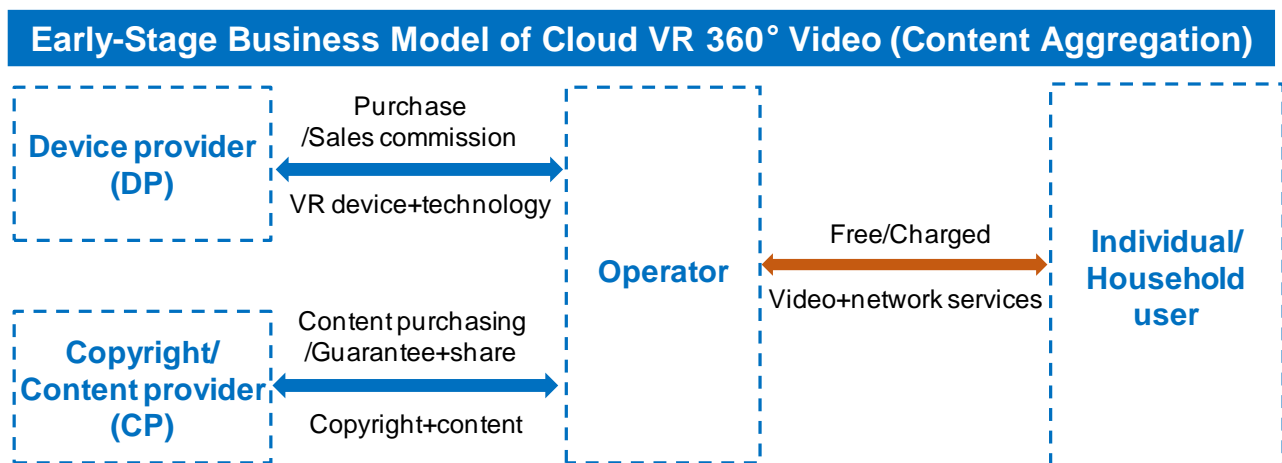 Early-Stage Business Model of Cloud VR 360° Video (Content Aggregation)
Device provider
(DP)
Purchase
/Sales commission
VR device+technology
Copyright/
Content provider
(CP)
Content purchasing
/Guarantee+share
Copyright+content
Operator
Free/Charged
Video+network services
Individual/
Household
user